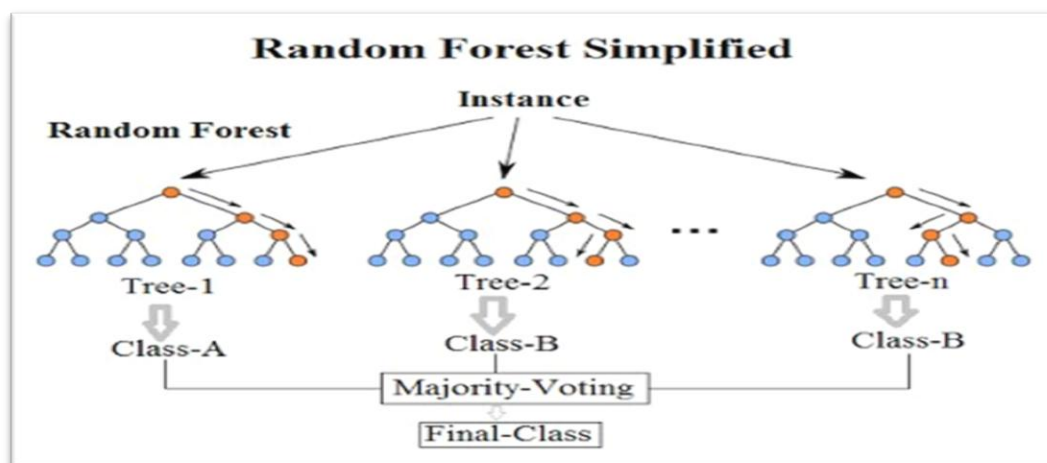 Random Forest Simplified
Instance
Random Forest
...
Tree-1
Tree-2
Tree-n
Class-A
Class-B
Class-B
Majority-Voting
Final-Class